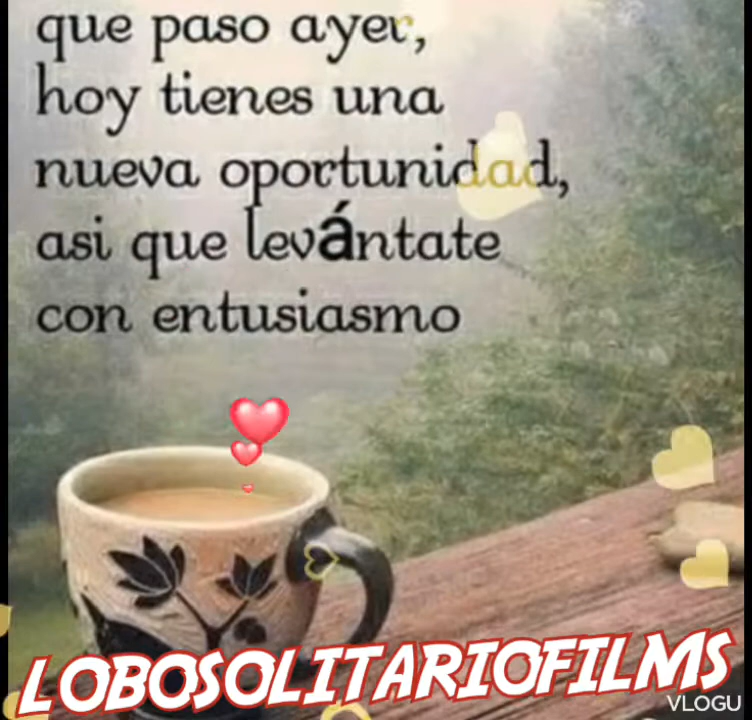 que paso ayer,
hoy tienes una
nueva oportunidad,
asi que levántate
con entusiasmo
LOBOSOLITARIOFILMS
VLOGU